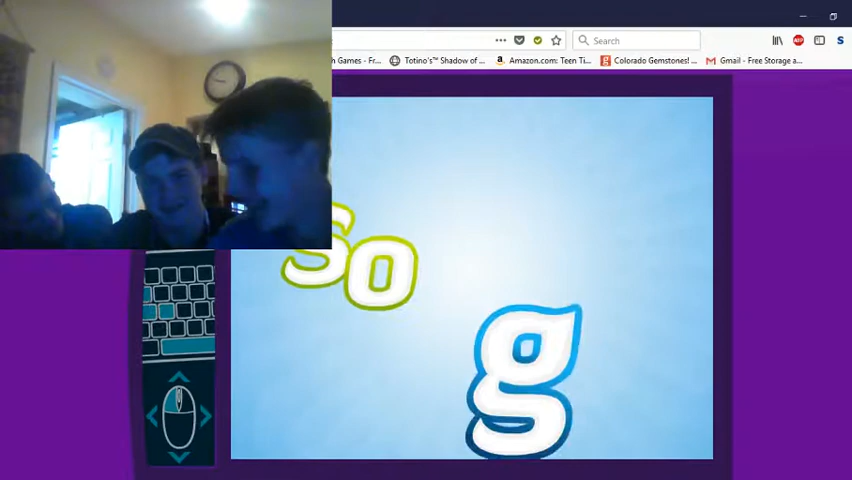 Search
h Games - Fr...
Totino's™ Shadow of ...
Amazon.com: Teen Ti...
Colorado Gemstones! ...
Gmail - Free Storage a...
so
g